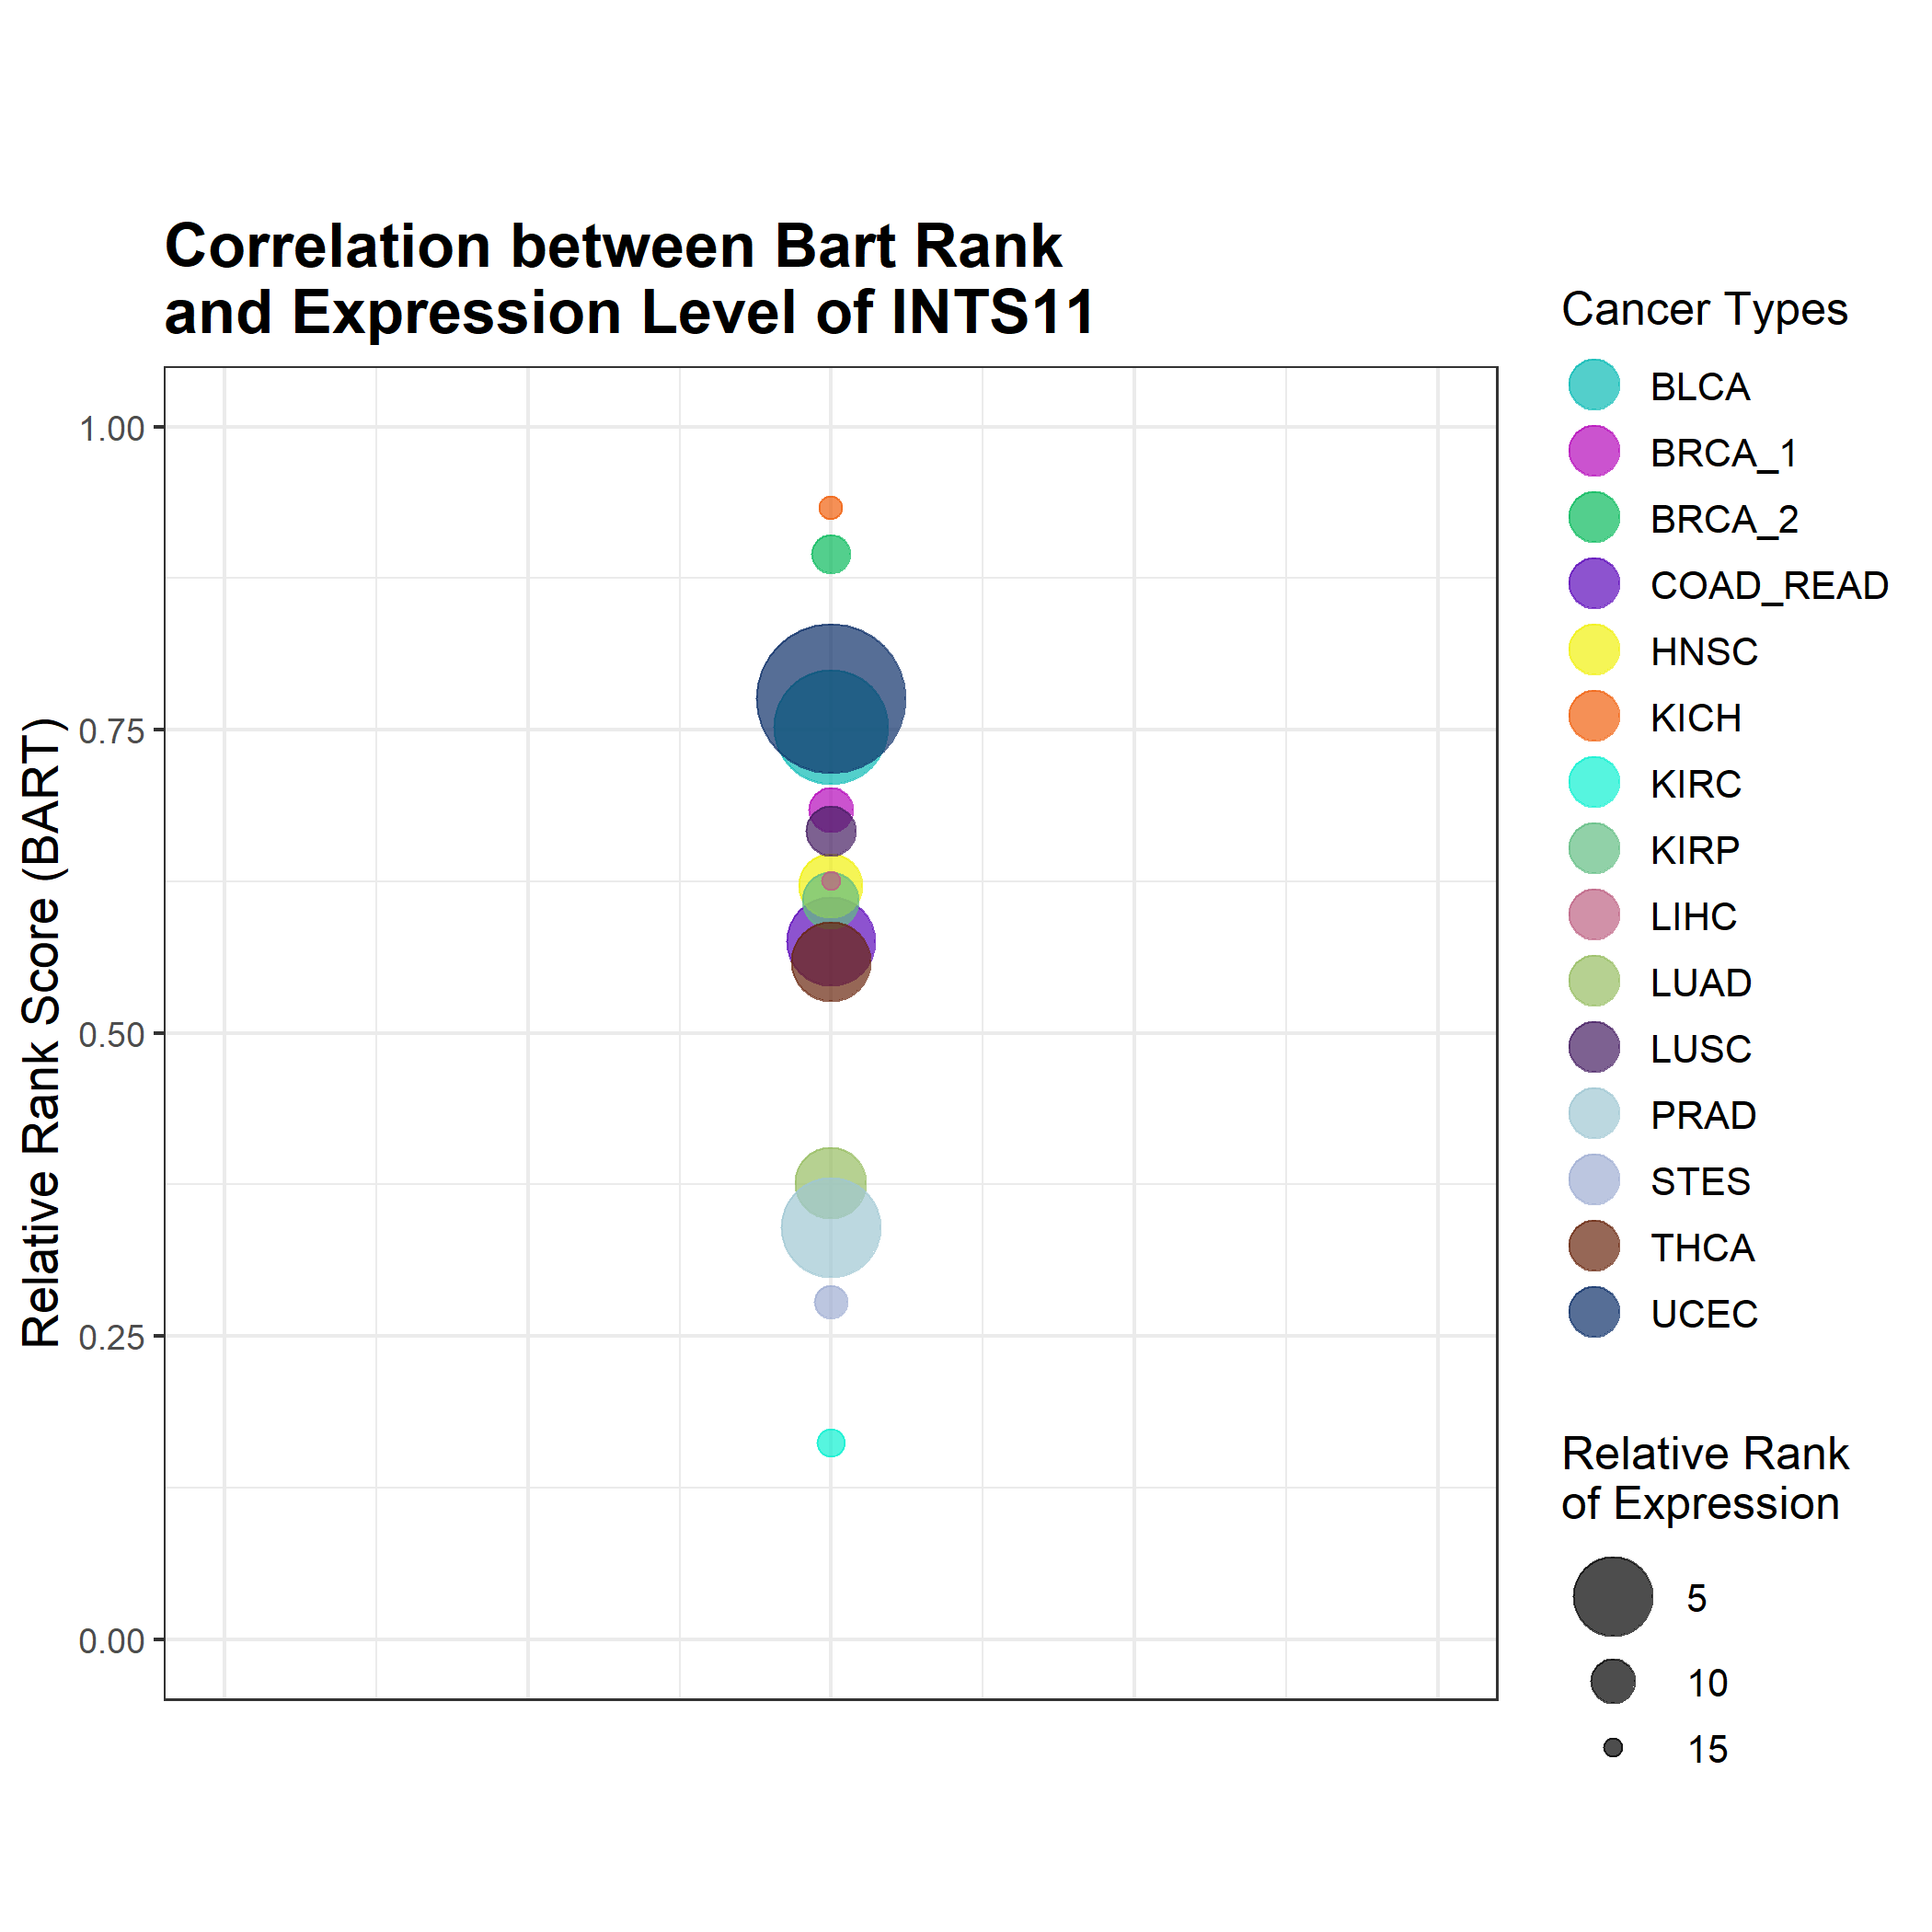 Correlation between Bart Rank
and Expression Level of INTS11
Relative Rank Score (BART)
1.00
0.75
0.50
0.25
0.00
Cancer Types
BLCA
BRCA_1
BRCA_2
COAD_READ
HNSC
KICH
KIRC
KIRP
LIHC
LUAD
LUSC
PRAD
STES
THCA
UCEC
Relative Rank
of Expression
5
10
15